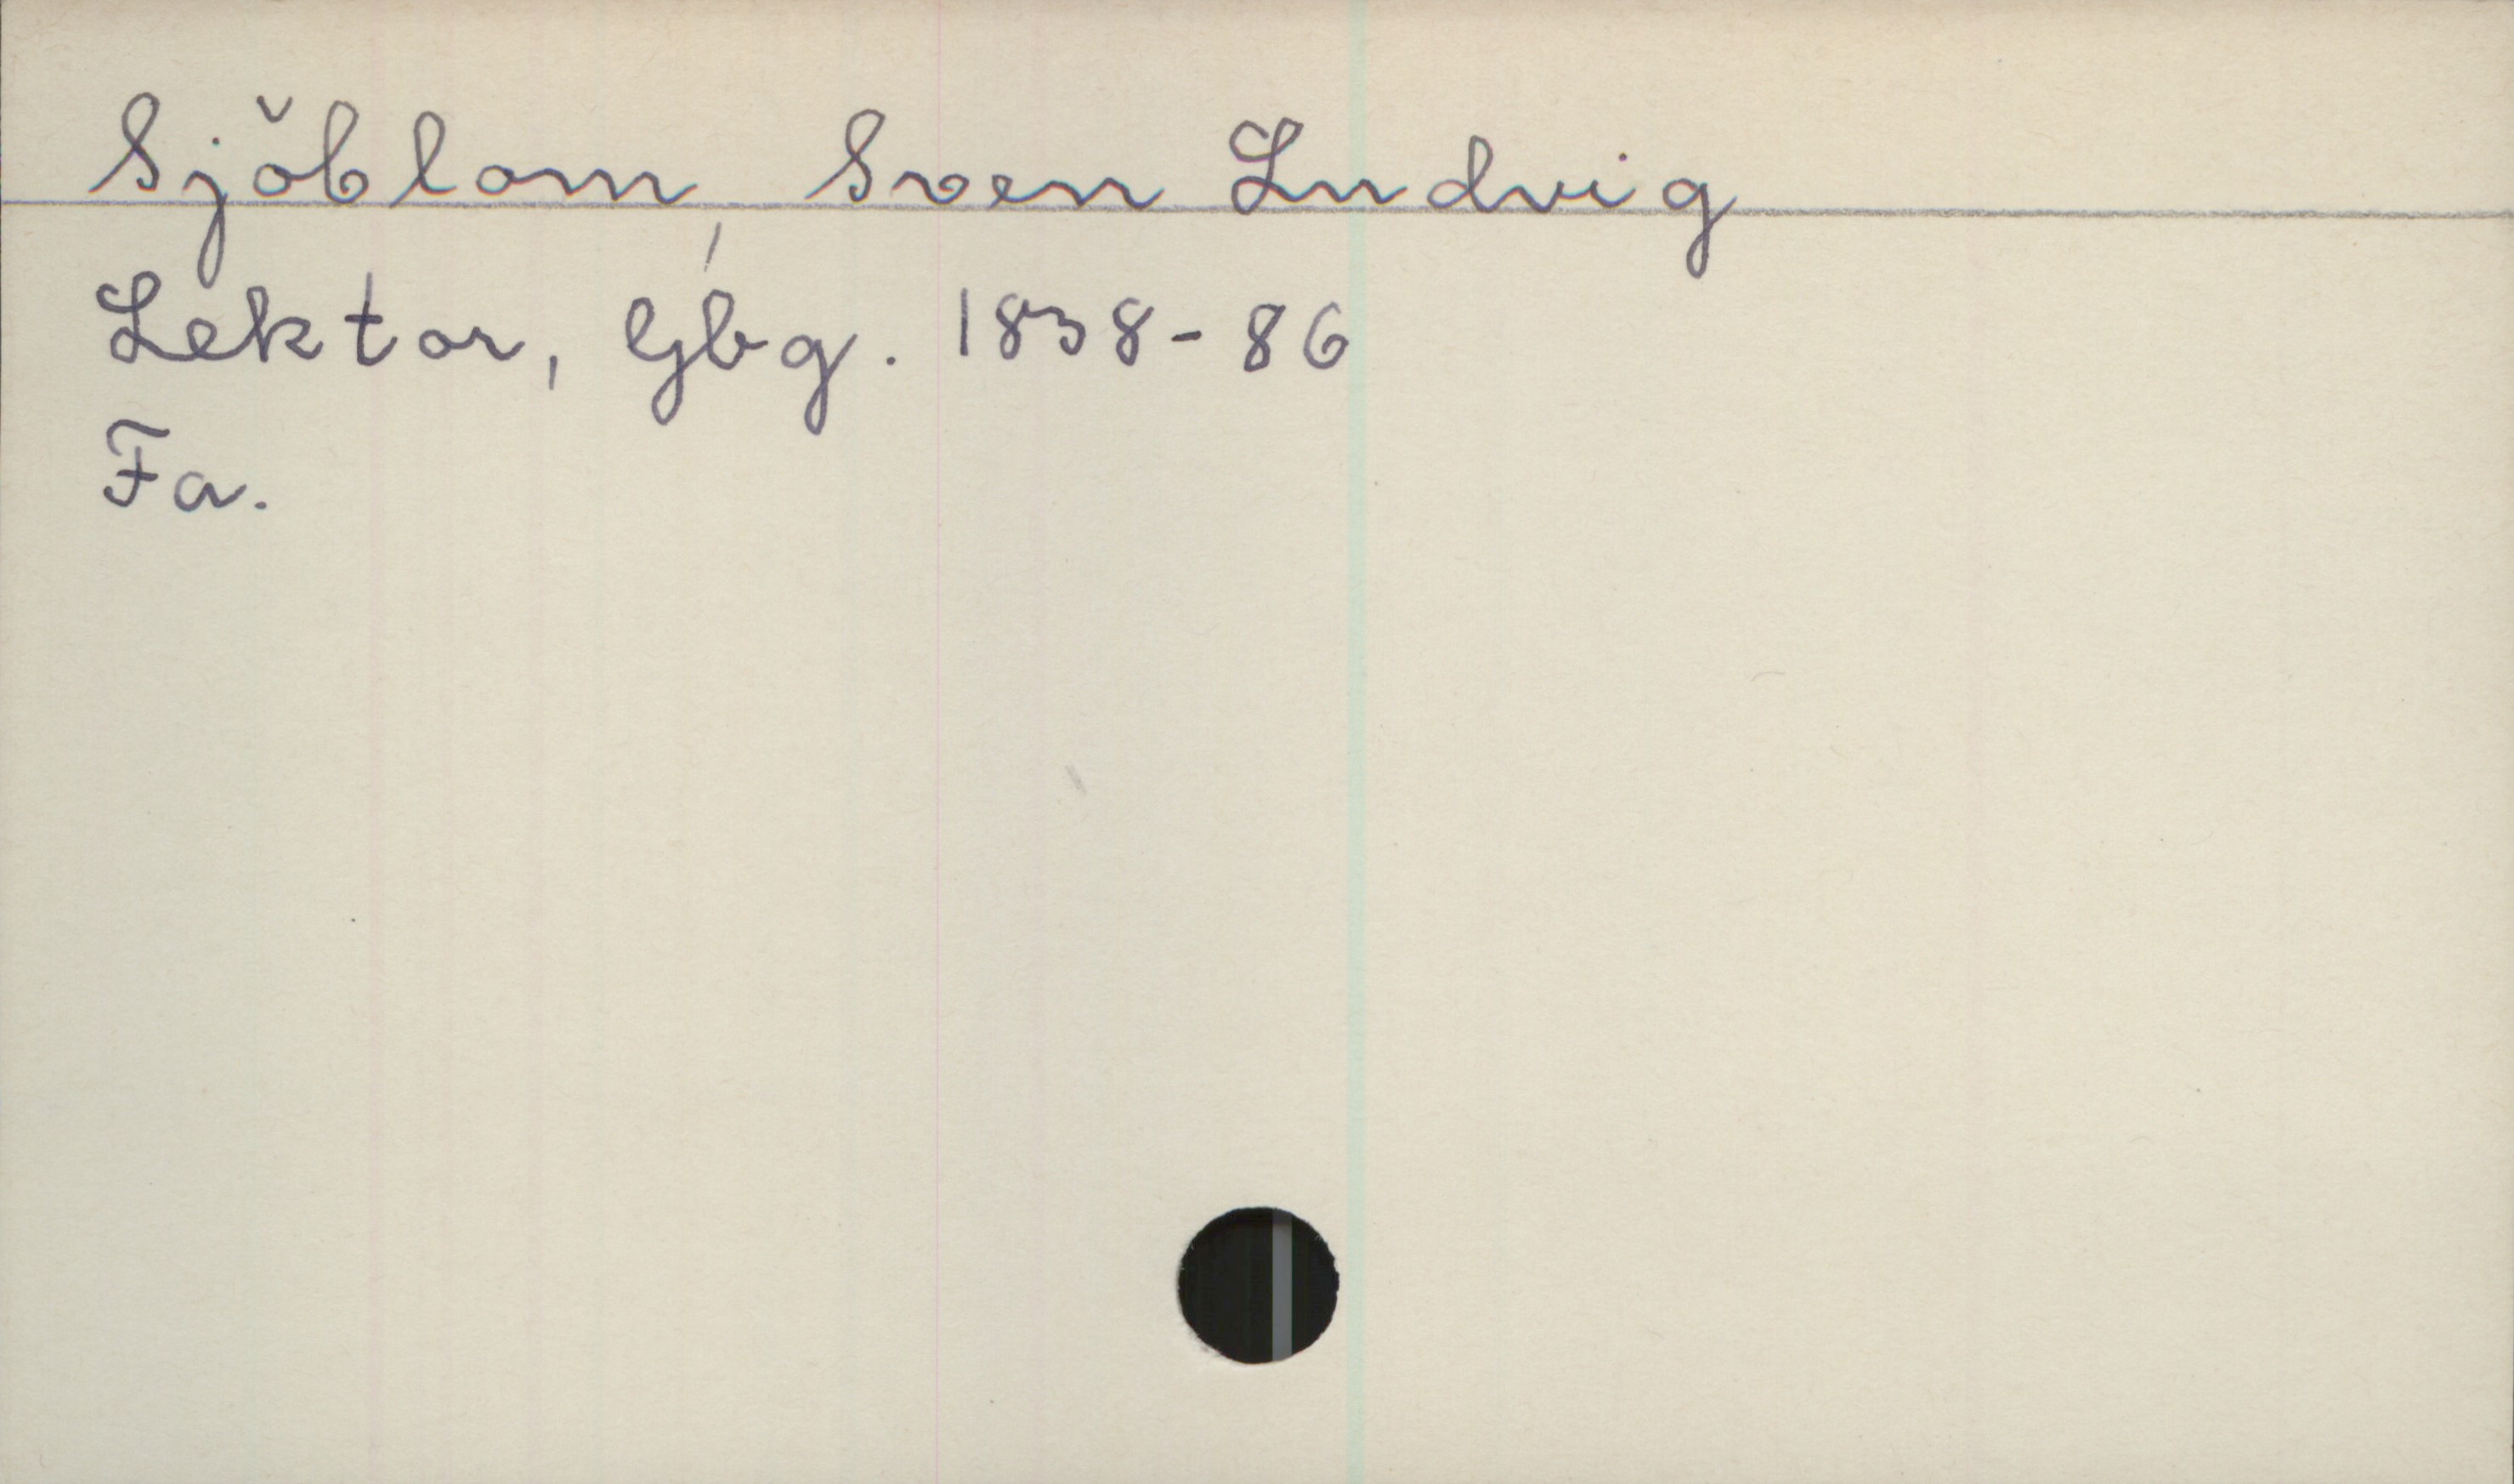 Sjöblom, Sven Ludvig
Lektor, Gbg. 1838-86
Fa.